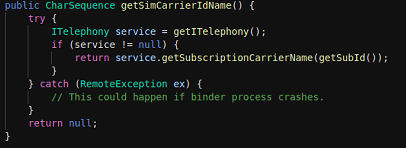 public CharSequence getSimCarrierIdName() {
    try {
        ITelephony service = getITelephony();
        if (service != null) {
            return service.getSubscriptionCarrierName(getSubId());
        }
    } catch (RemoteException ex) {
        // This could happen if binder process crashes.
    }
    return null;
}